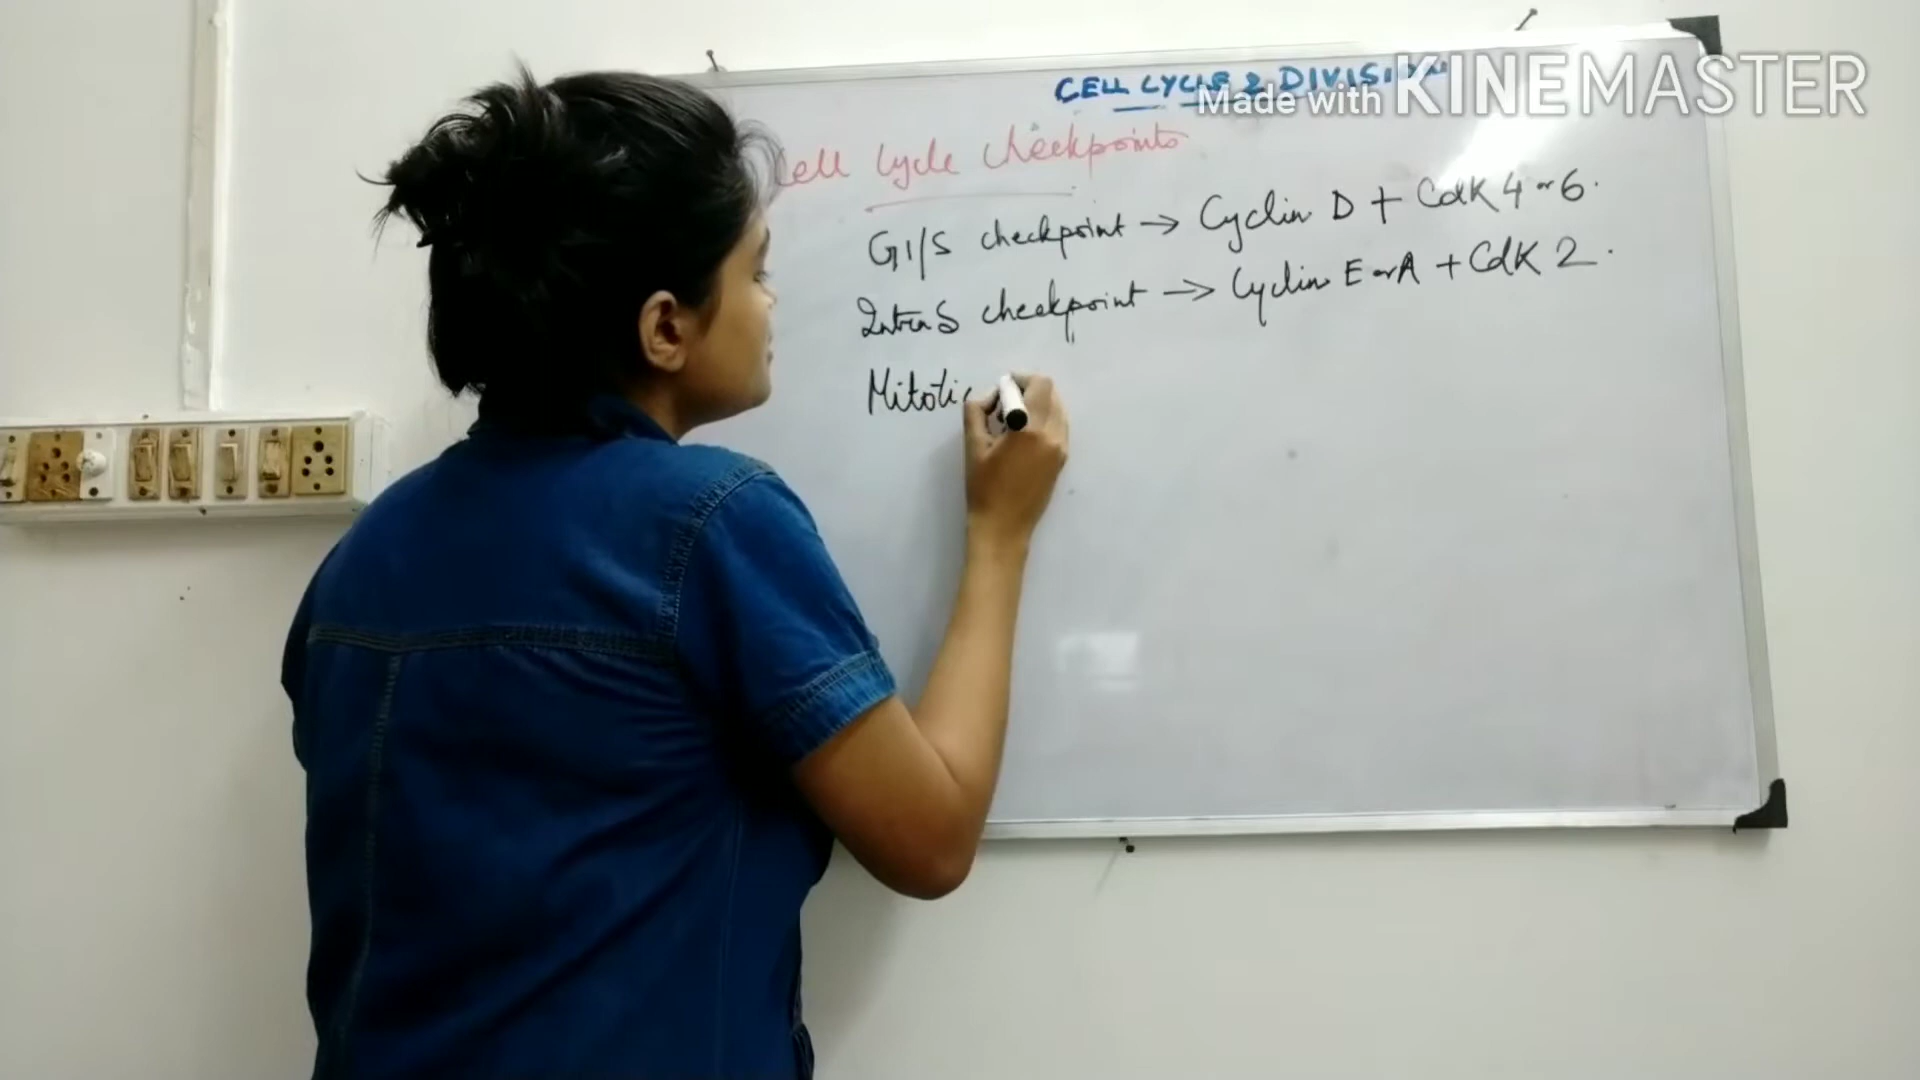 CELL CYCLE & DIVISION
Made with KINEMASTER
Cell Cycle Checkpoints
G1/S checkpoint → Cyclin D + Cdk 4 or 6.
Intra S checkpoint → Cyclin E or A + Cdk 2.
Mitotic